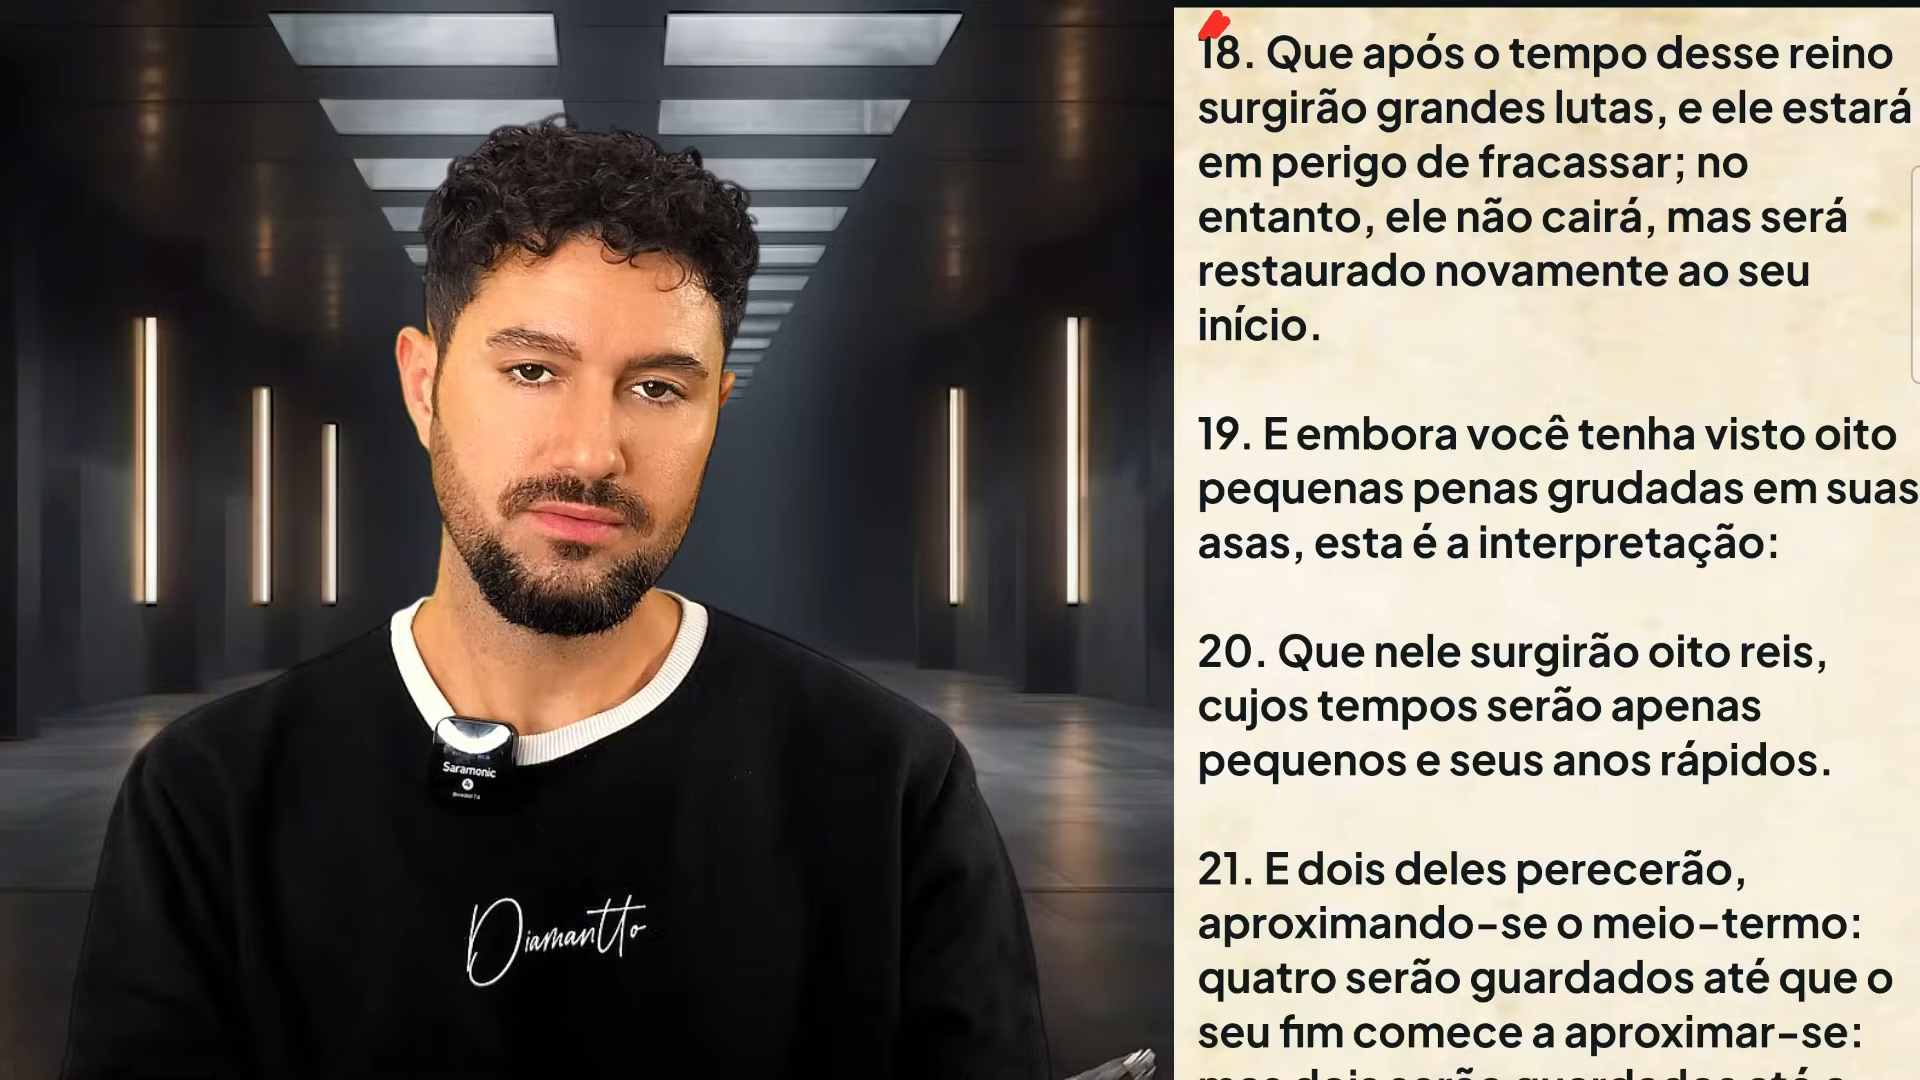 18. Que após o tempo desse reino
surgirão grandes lutas, e ele estará
em perigo de fracassar; no
entanto, ele não cairá, mas será
restaurado novamente ao seu
início.
19. E embora você tenha visto oito
pequenas penas grudadas em suas
asas, esta é a interpretação:
20. Que nele surgirão oito reis,
cujos tempos serão apenas
pequenos e seus anos rápidos.
21. E dois deles perecerão,
aproximando-se o meio-termo:
quatro serão guardados até que o
seu fim comece a aproximar-se:
Saramonic
Diamantto